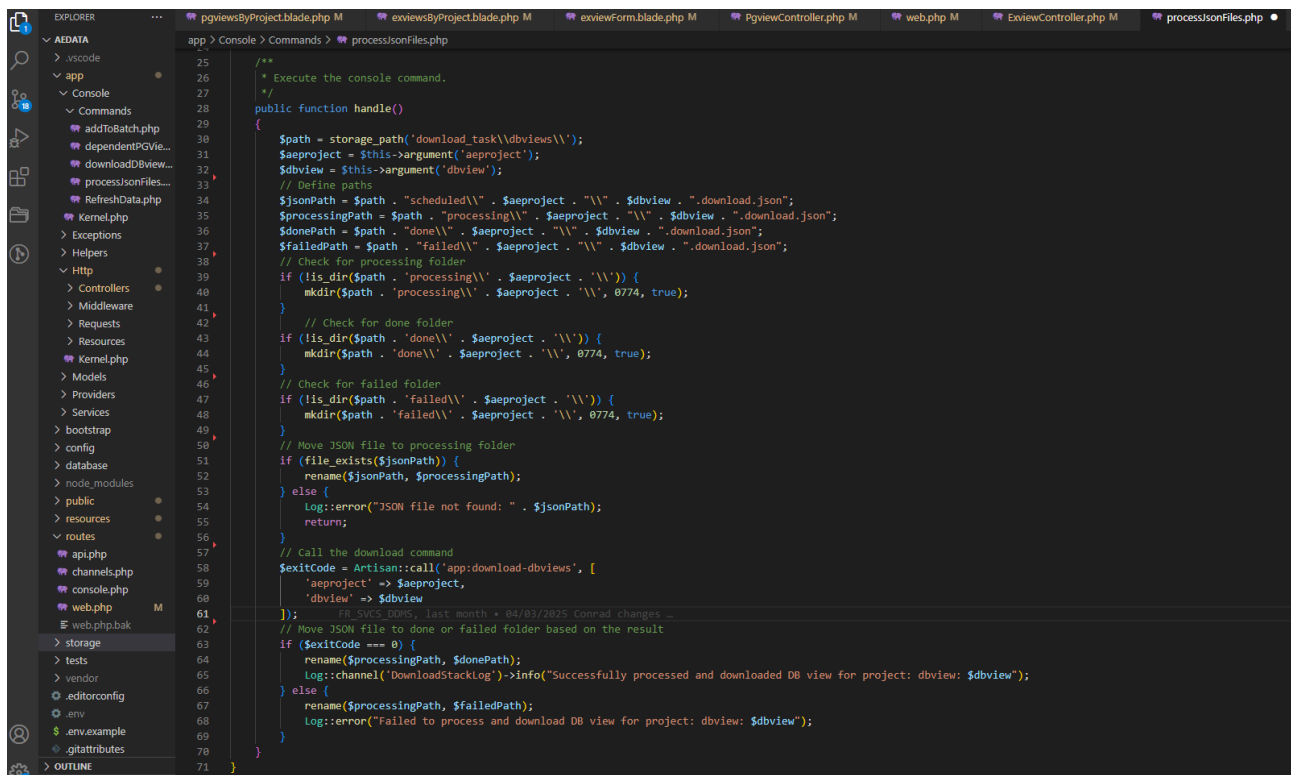 EXPLORER ...
AEDATA
.vscode
app
Console
Commands
addToBatch.php
dependentPGVie...
downloadDBview...
processJsonFiles....
RefreshData.php
Kernel.php
Exceptions
Helpers
Http
Controllers
Middleware
Requests
Resources
Kernel.php
Models
Providers
Services
bootstrap
config
database
node_modules
public
resources
routes
api.php
channels.php
console.php
web.php M
web.php.bak
storage
tests
vendor
.editorconfig
.env
.env.example
.gitattributes
OUTLINE
1
18
pgviewsByProject.blade.php M exviewsByProject.blade.php M exviewForm.blade.php M PgviewController.php M web.php M ExviewController.php M processJsonFiles.php
app > Console > Commands > processJsonFiles.php
24
25 /**
26 * Execute the console command.
27 */
28 public function handle()
29 {
30 $path = storage_path('download_task\\dbviews\\');
31 $aeproject = $this->argument('aeproject');
32 $dbview = $this->argument('dbview');
33 // Define paths
34 $jsonPath = $path . "scheduled\\" . $aeproject . "\\" . $dbview . ".download.json";
35 $processingPath = $path . "processing\\" . $aeproject . "\\" . $dbview . ".download.json";
36 $donePath = $path . "done\\" . $aeproject . "\\" . $dbview . ".download.json";
37 $failedPath = $path . "failed\\" . $aeproject . "\\" . $dbview . ".download.json";
38 // Check for processing folder
39 if (!is_dir($path . 'processing\\' . $aeproject . '\\')) {
40 mkdir($path . 'processing\\' . $aeproject . '\\', 0774, true);
41 }
42 // Check for done folder
43 if (!is_dir($path . 'done\\' . $aeproject . '\\')) {
44 mkdir($path . 'done\\' . $aeproject . '\\', 0774, true);
45 }
46 // Check for failed folder
47 if (!is_dir($path . 'failed\\' . $aeproject . '\\')) {
48 mkdir($path . 'failed\\' . $aeproject . '\\', 0774, true);
49 }
50 // Move JSON file to processing folder
51 if (file_exists($jsonPath)) {
52 rename($jsonPath, $processingPath);
53 } else {
54 Log::error("JSON file not found: " . $jsonPath);
55 return;
56 }
57 // Call the download command
58 $exitCode = Artisan::call('app:download-dbviews', [
59 'aeproject' => $aeproject,
60 'dbview' => $dbview
61 ]); FR_SVCS_DDMS, last month • 04/03/2025 Conrad changes …
62 // Move JSON file to done or failed folder based on the result
63 if ($exitCode === 0) {
64 rename($processingPath, $donePath);
65 Log::channel('DownloadStackLog')->info("Successfully processed and downloaded DB view for project: dbview: $dbview");
66 } else {
67 rename($processingPath, $failedPath);
68 Log::error("Failed to process and download DB view for project: dbview: $dbview");
69 }
70 }
71 }